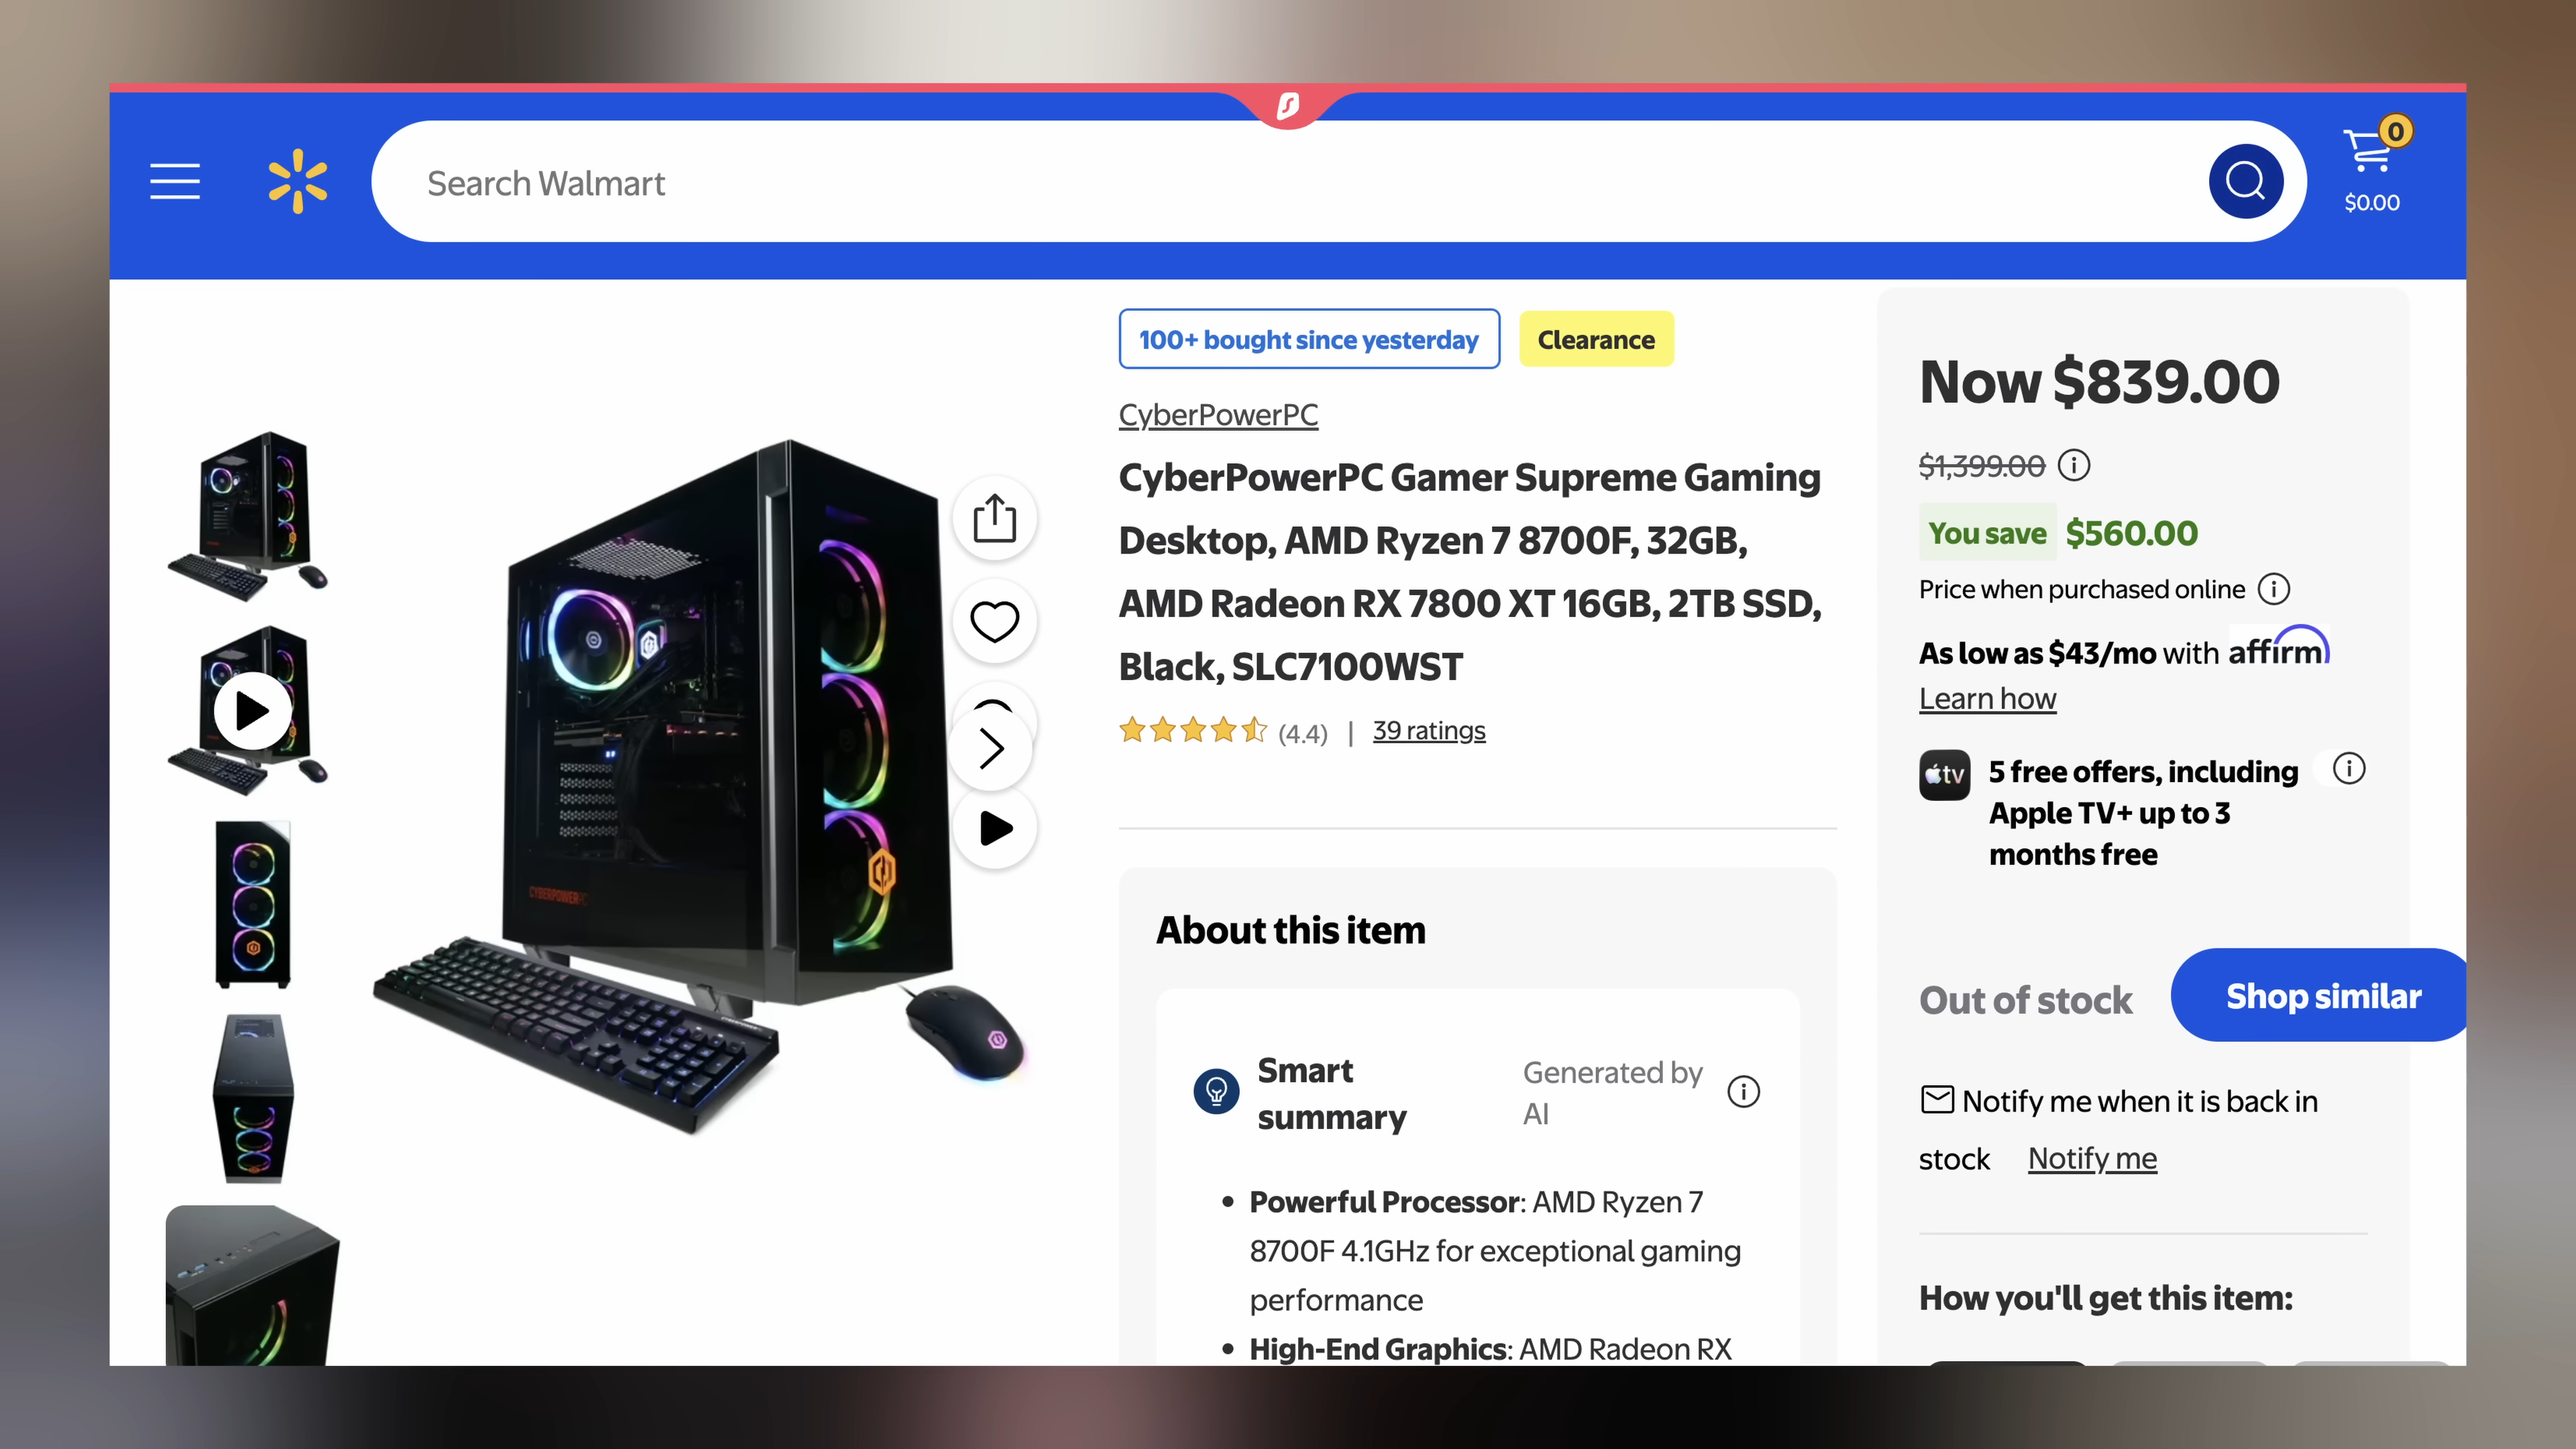 Search Walmart
0
$0.00
100+ bought since yesterday
Clearance
CyberPowerPC
CyberPowerPC Gamer Supreme Gaming
Desktop, AMD Ryzen 7 8700F, 32GB,
AMD Radeon RX 7800 XT 16GB, 2TB SSD,
Black, SLC7100WST
(4.4) | 39 ratings
About this item
Smart
summary
Generated by
AI
• Powerful Processor: AMD Ryzen 7
8700F 4.1GHz for exceptional gaming
performance
• High-End Graphics: AMD Radeon RX
Now $839.00
$1,399.00
You save $560.00
Price when purchased online
As low as $43/mo with affirm
Learn how
tv
5 free offers, including
Apple TV+ up to 3
months free
Out of stock
Shop similar
Notify me when it is back in
stock Notify me
How you'll get this item:
CYBERPOWERPC